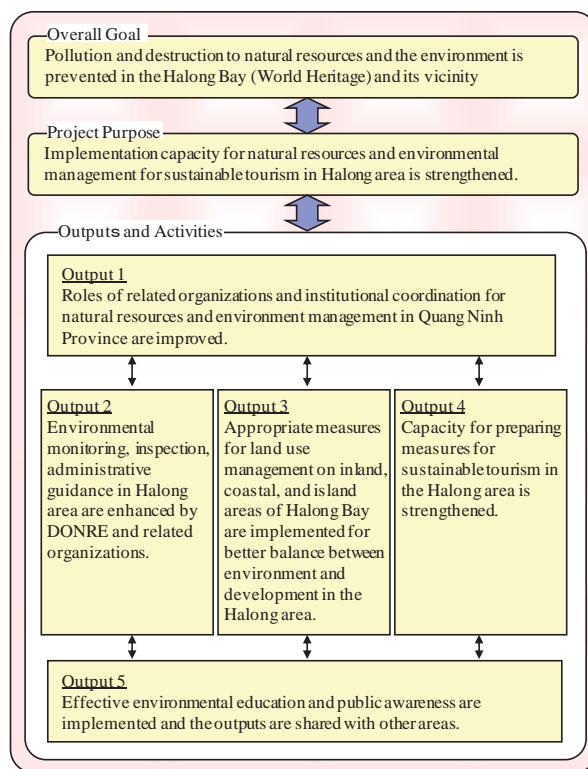 Overall Goal
Pollution and destruction to natural resources and the environment is
prevented in the Halong Bay (World Heritage) and its vicinity
Project Purpose
Implementation capacity for natural resources and environmental
management for sustainable tourism in Halong area is strengthened.
Outputs and Activities
Output 1
Roles of related organizations and institutional coordination for
natural resources and environment management in Quang Ninh
Province are improved.
Output 2
Environmental
monitoring, inspection,
administrative
guidance in Halong
area are enhanced by
DONRE and related
organizations.
Output 3
Appropriate measures
for land use
management on inland,
coastal, and island
areas of Halong Bay
are implemented for
better balance between
environment and
development in the
Halong area.
Output 4
Capacity for preparing
measures for
sustainable tourism in
the Halong area is
strengthened.
Output 5
Effective environmental education and public awareness are
implemented and the outputs are shared with other areas.